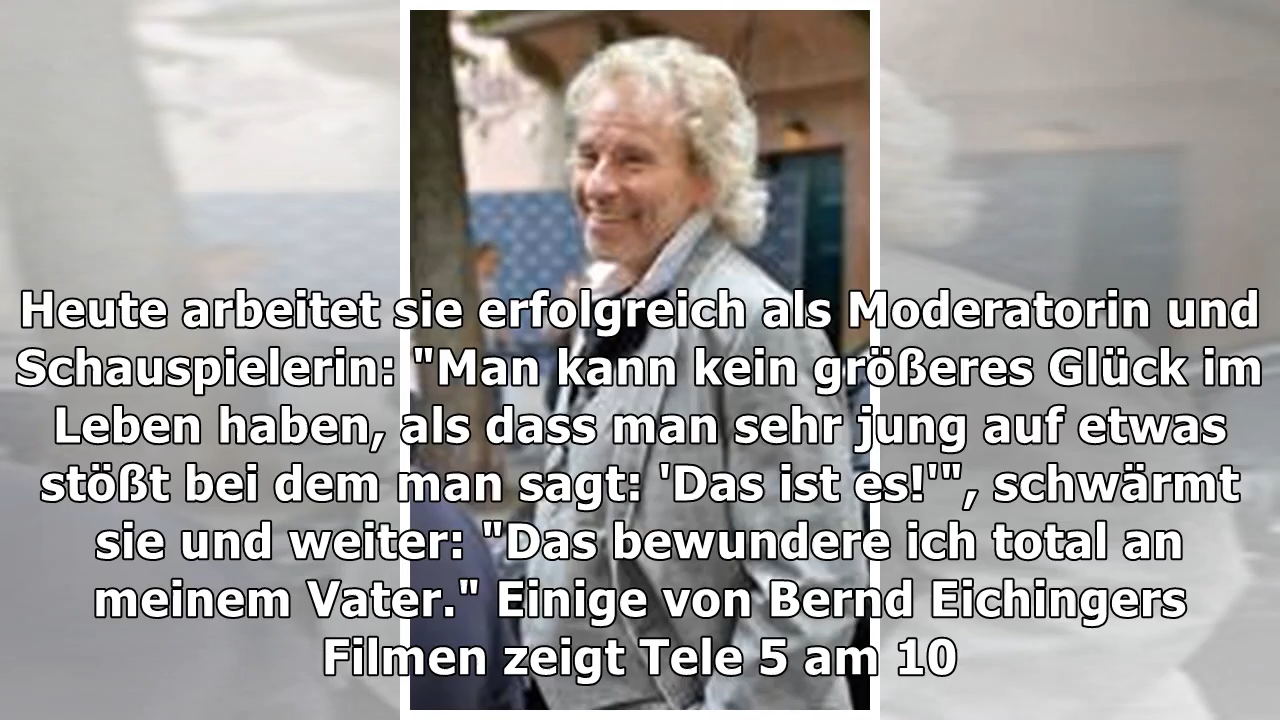 Heute arbeitet sie erfolgreich als Moderatorin und
Schauspielerin: "Man kann kein größeres Glück im
Leben haben, als dass man sehr jung auf etwas
stößt bei dem man sagt: 'Das ist es!'", schwärmt
sie und weiter: "Das bewundere ich total an
meinem Vater." Einige von Bernd Eichingers
Filmen zeigt Tele 5 am 10